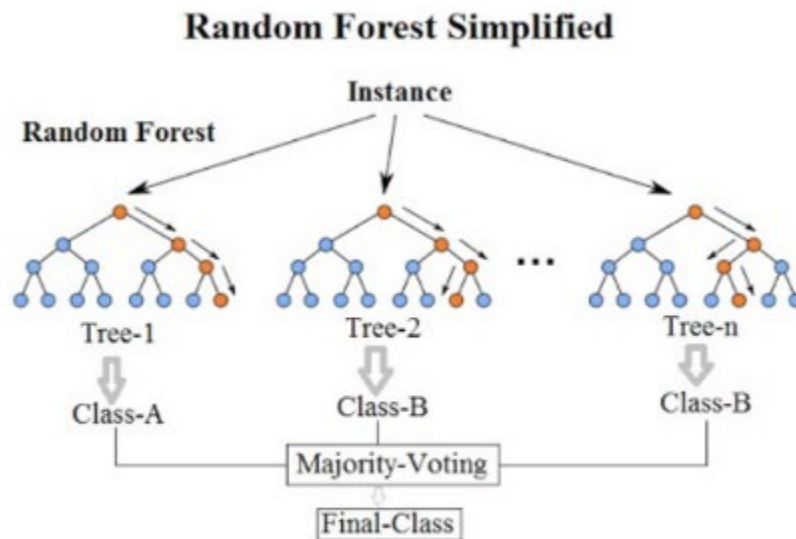 Random Forest Simplified
Instance
Random Forest
...
Tree-1 Tree-2 Tree-n
Class-A Class-B Class-B
Majority-Voting
Final-Class